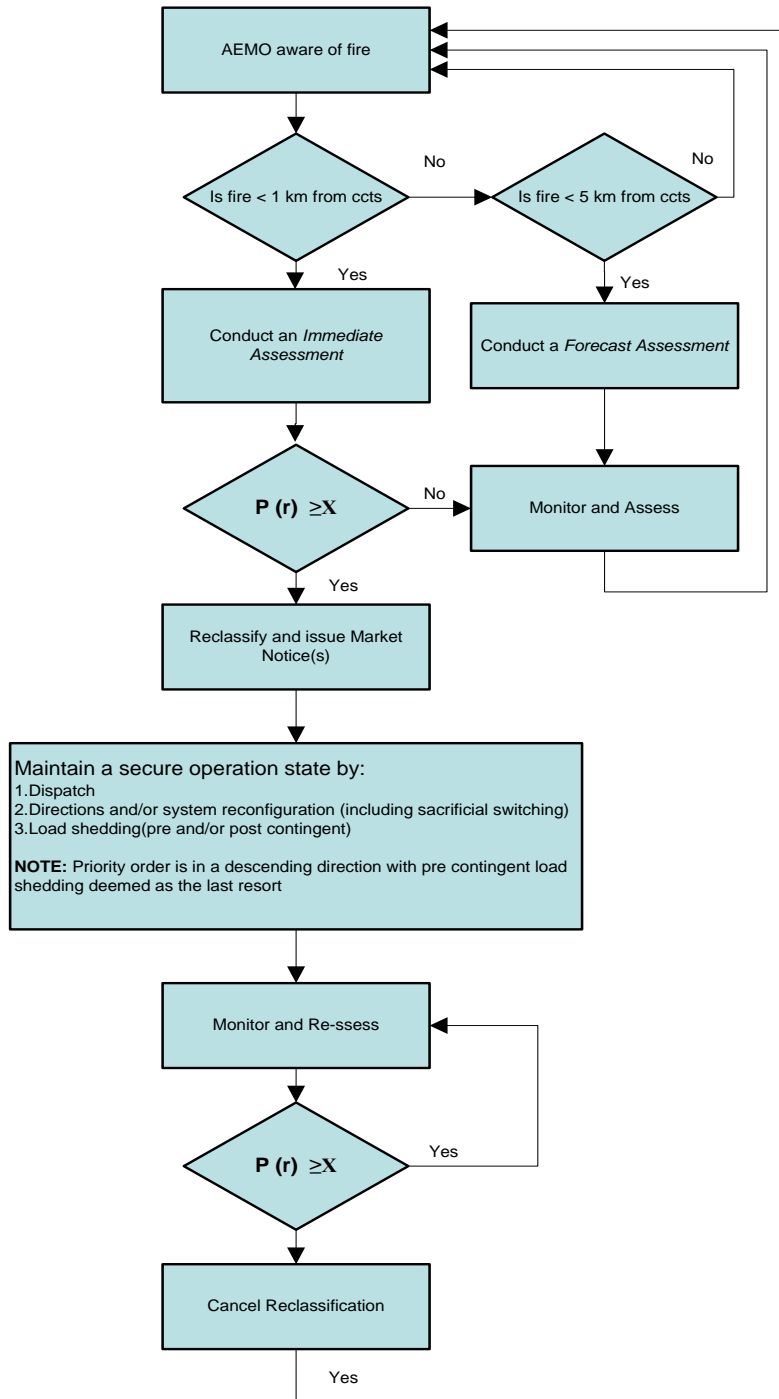 AEMO aware of fire
No
No
Is fire < 1 km from ccts
Is fire < 5 km from ccts
Yes
Yes
Conduct an Immediate
Assessment
Conduct a Forecast Assessment
P (r) ≥X
No
Monitor and Assess
Yes
Reclassify and issue Market
Notice(s)
Maintain a secure operation state by:
1.Dispatch
2.Directions and/or system reconfiguration (including sacrificial switching)
3.Load shedding(pre and/or post contingent)
NOTE: Priority order is in a descending direction with pre contingent load
shedding deemed as the last resort
Monitor and Re-ssess
P (r) ≥X
Yes
Cancel Reclassification
Yes